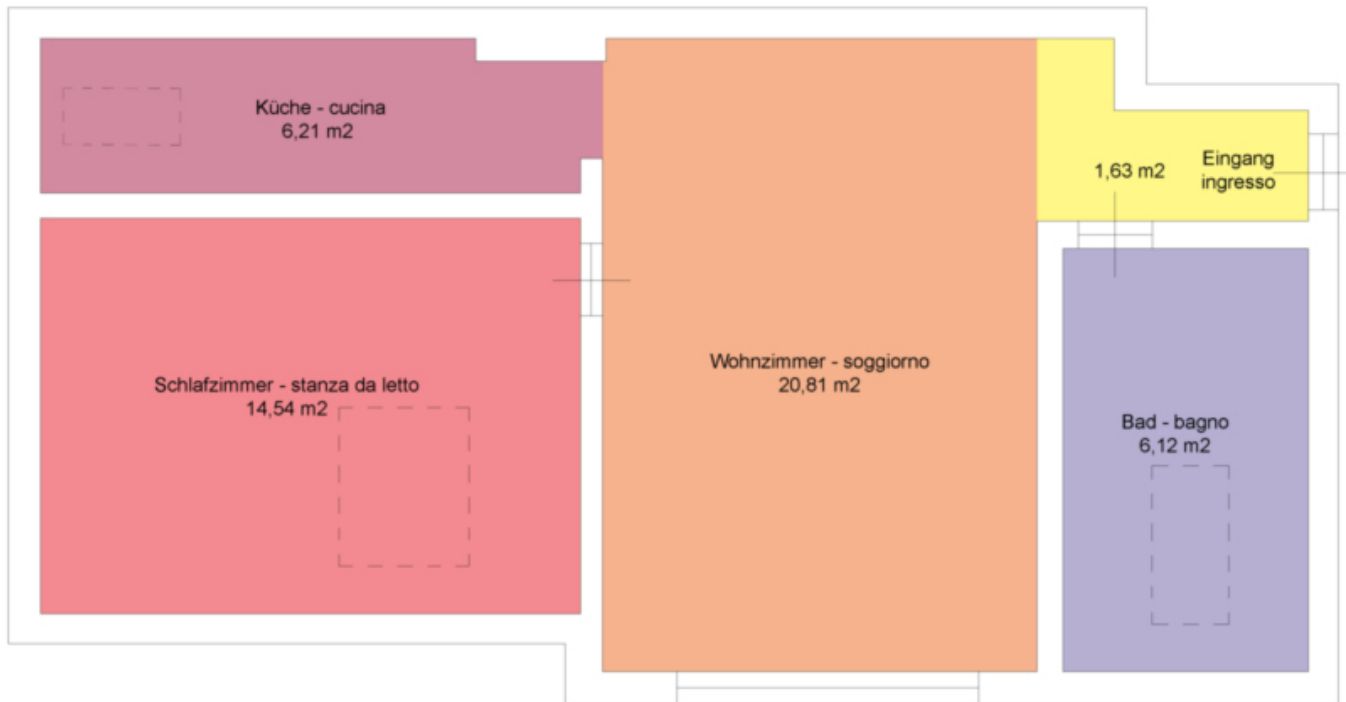 Küche - cucina
6,21 m2
Eingang
ingresso
1,63 m2
Wohnzimmer - soggiorno
20,81 m2
Schlafzimmer - stanza da letto
14,54 m2
Bad - bagno
6,12 m2